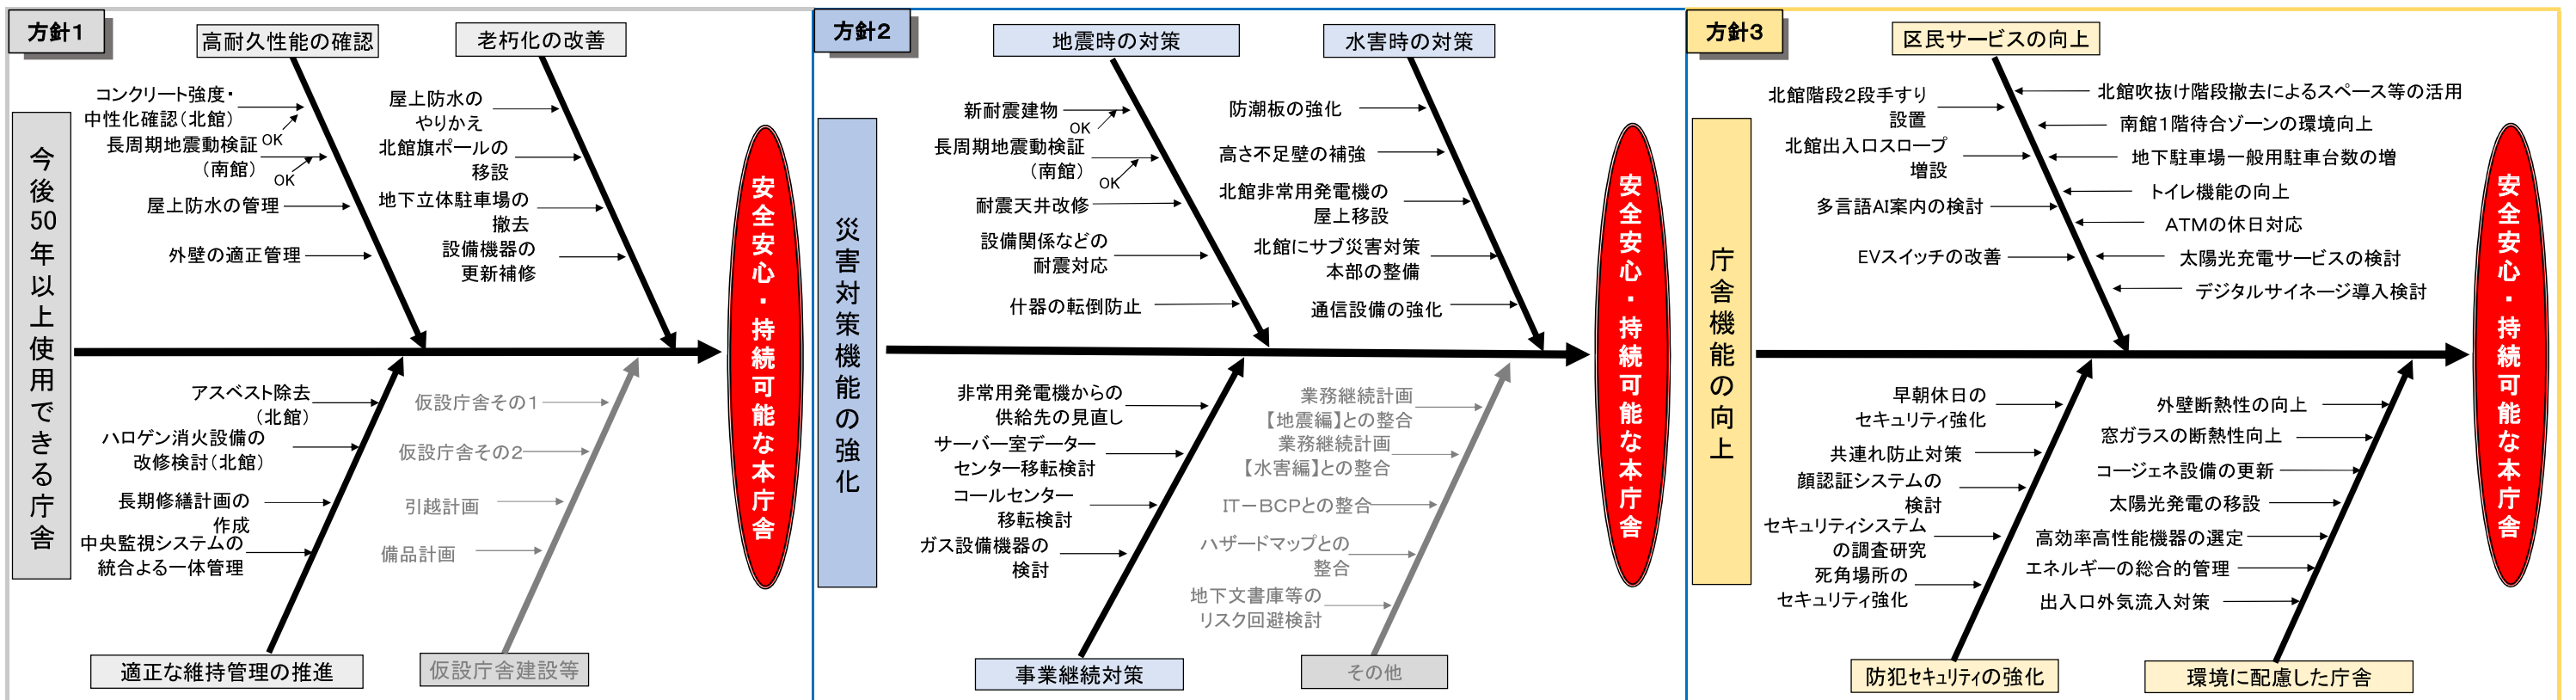 方針1
高耐久性能の確認
老朽化の改善
今後50年以上使用できる庁舎
コンクリート強度・
中性化確認(北館)
OK
長周期地震動検証
(南館)
OK
屋上防水の管理
外壁の適正管理
屋上防水の
やりかえ
北館旗ポールの
移設
地下立体駐車場の
撤去
設備機器の
更新補修
アスベスト除去
(北館)
ハロゲン消火設備の
改修検討(北館)
長期修繕計画の
作成
中央監視システムの
統合よる一体管理
仮設庁舎その1
仮設庁舎その2
引越計画
備品計画
適正な維持管理の推進
仮設庁舎建設等
安全安心・持続可能な本庁舎
方針2
地震時の対策
水害時の対策
災害対策機能の強化
新耐震建物
OK
長周期地震動検証
(南館)
OK
耐震天井改修
設備関係などの
耐震対応
什器の転倒防止
防潮板の強化
高さ不足壁の補強
北館非常用発電機の
屋上移設
北館にサブ災害対策
本部の整備
通信設備の強化
非常用発電機からの
供給先の見直し
サーバー室データー
センター移転検討
コールセンター
移転検討
ガス設備機器の
検討
業務継続計画
【地震編】との整合
業務継続計画
【水害編】との整合
IT-BCPとの整合
ハザードマップとの
整合
地下文書庫等の
リスク回避検討
事業継続対策
その他
安全安心・持続可能な本庁舎
方針3
区民サービスの向上
庁舎機能の向上
北館階段2段手すり
設置
北館出入口スロープ
増設
多言語AI案内の検討
EVスイッチの改善
北館吹抜け階段撤去によるスペース等の活用
南館1階待合ゾーンの環境向上
地下駐車場一般用駐車台数の増
トイレ機能の向上
ATMの休日対応
太陽光充電サービスの検討
デジタルサイネージ導入検討
早朝休日の
セキュリティ強化
共連れ防止対策
顔認証システムの
検討
セキュリティシステム
の調査研究
死角場所の
セキュリティ強化
外壁断熱性の向上
窓ガラスの断熱性向上
コージェネ設備の更新
太陽光発電の移設
高効率高性能機器の選定
エネルギーの総合的管理
出入口外気流入対策
防犯セキュリティの強化
環境に配慮した庁舎
安全安心・持続可能な本庁舎